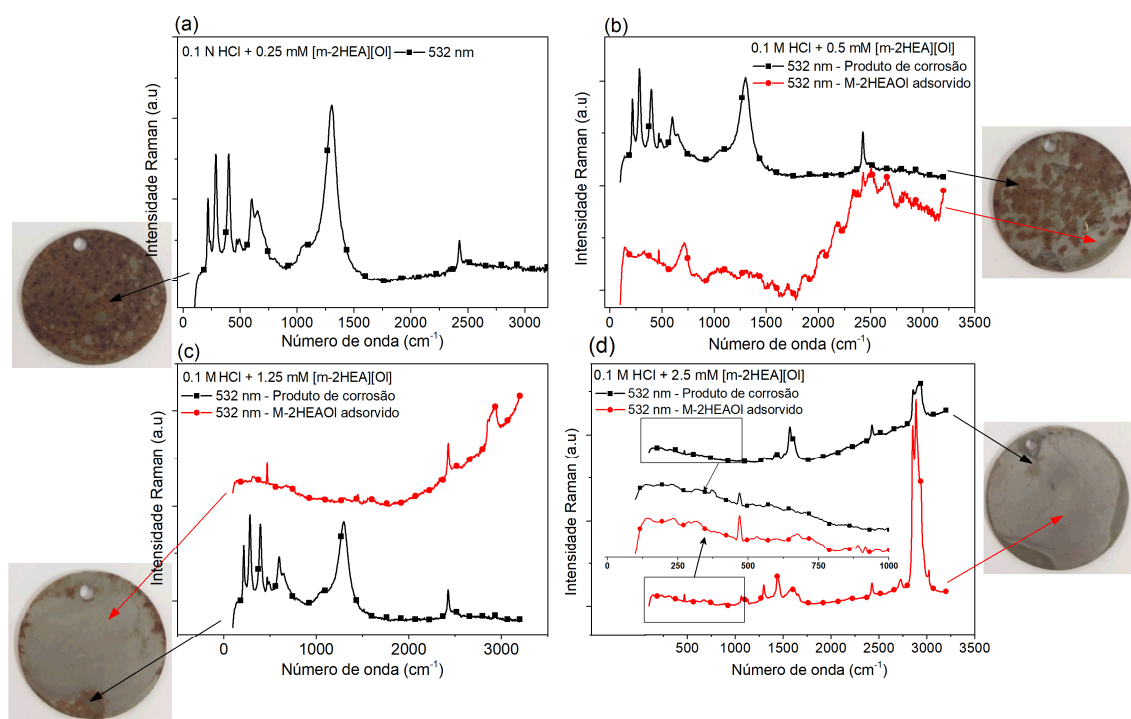 (a)
0.1 N HCl + 0.25 mM [m-2HEA][Ol]
532 nm
Intensidade Raman (a.u)
0 500 1000 1500 2000 2500 3000
Número de onda (cm-1)
(b)
0.1 M HCl + 0.5 mM [m-2HEA][Ol]
532 nm - Produto de corrosão
532 nm - M-2HEAOl adsorvido
Intensidade Raman (a.u)
0 500 1000 1500 2000 2500 3000 3500
Número de onda (cm-1)
(c)
0.1 M HCl + 1.25 mM [m-2HEA][Ol]
532 nm - Produto de corrosão
532 nm - M-2HEAOl adsorvido
Intensidade Raman (a.u)
0 1000 2000 3000
Número de onda (cm-1)
(d)
0.1 M HCl + 2.5 mM [m-2HEA][Ol]
532 nm - Produto de corrosão
532 nm - M-2HEAOl adsorvido
Intensidade Raman (a.u)
0 250 500 750 1000
500 1000 1500 2000 2500 3000 3500
Número de onda (cm-1)